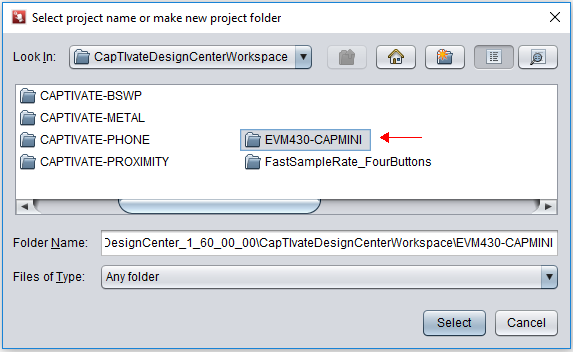 Select project name or make new project folder
Look In: CapTIvateDesignCenterWorkspace
CAPTIVATE-BSWP
CAPTIVATE-METAL
CAPTIVATE-PHONE
CAPTIVATE-PROXIMITY
EVM430-CAPMINI
FastSampleRate_FourButtons
Folder Name: DesignCenter_1_60_00_00\CapTIvateDesignCenterWorkspace\EVM430-CAPMINI
Files of Type: Any folder
Select Cancel